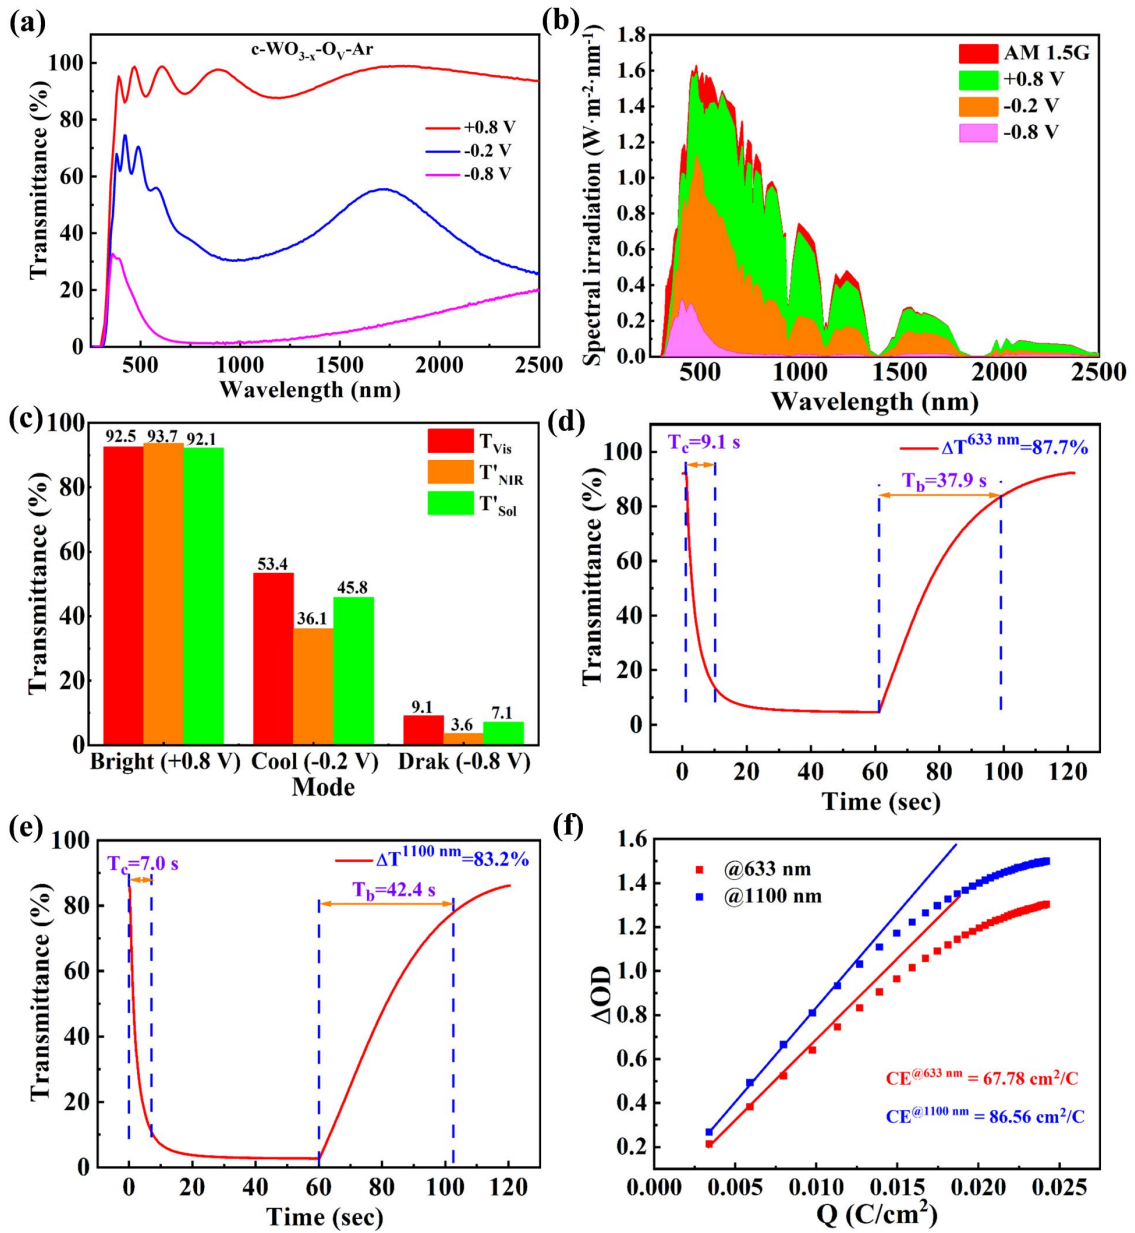 (a)
c-WO3-x-OV-Ar
Transmittance (%)
100
80
60
40
20
0
+0.8 V
-0.2 V
-0.8 V
500
1000
1500
2000
2500
Wavelength (nm)
(b)
Spectral irradiation (W·m-2·nm-1)
1.8
1.6
1.4
1.2
1.0
0.8
0.6
0.4
0.2
0.0
AM 1.5G
+0.8 V
-0.2 V
-0.8 V
500
1000
1500
2000
2500
Wavelength (nm)
(c)
Transmittance (%)
100
80
60
40
20
0
92.5
93.7
92.1
53.4
36.1
45.8
9.1
3.6
7.1
TVis
T'NIR
T'Sol
Bright (+0.8 V)
Cool (-0.2 V)
Drak (-0.8 V)
Mode
(d)
Transmittance (%)
100
80
60
40
20
0
Tc=9.1 s
ΔT633 nm=87.7%
Tb=37.9 s
0
20
40
60
80
100
120
Time (sec)
(e)
Transmittance (%)
100
80
60
40
20
0
Tc=7.0 s
ΔT1100 nm=83.2%
Tb=42.4 s
0
20
40
60
80
100
120
Time (sec)
(f)
ΔOD
1.6
1.4
1.2
1.0
0.8
0.6
0.4
0.2
@633 nm
@1100 nm
CE@633 nm = 67.78 cm2/C
CE@1100 nm = 86.56 cm2/C
0.000
0.005
0.010
0.015
0.020
0.025
Q (C/cm2)